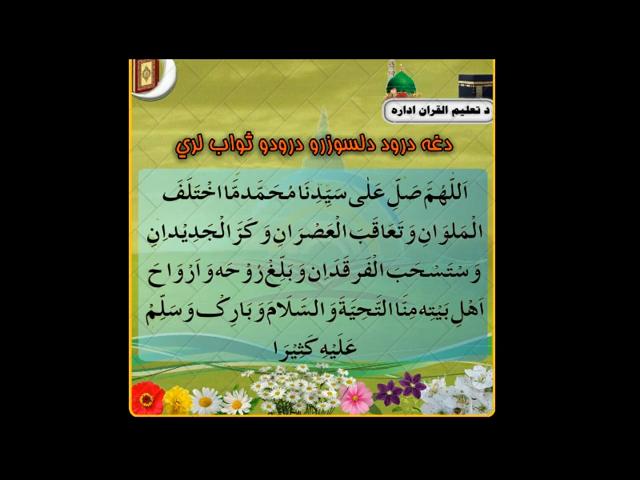 د تعلیم القران اداره
دغه درود دلسوزرو درودو ثواب لري
اَللّٰهُمَّ صَلِّ عَلٰى سَيِّدِنَا مُحَمَّدٍ مَّا اخْتَلَفَ
الْمَلَوَانِ وَتَعَاقَبَ الْعَصْرَانِ وَكَرَّ الْجَدِيْدَانِ
وَسْتَسْحَبَ الْفَرْقَدَانِ وَبَلِّغْ رُوْحَهٗ وَاَرْوَاحَ
اَهْلِ بَيْتِهٖ مِنَّا التَّحِيَّةَ وَالسَّلَامَ وَبَارِكْ وَسَلِّمْ
عَلَيْهِ كَثِيْرًا